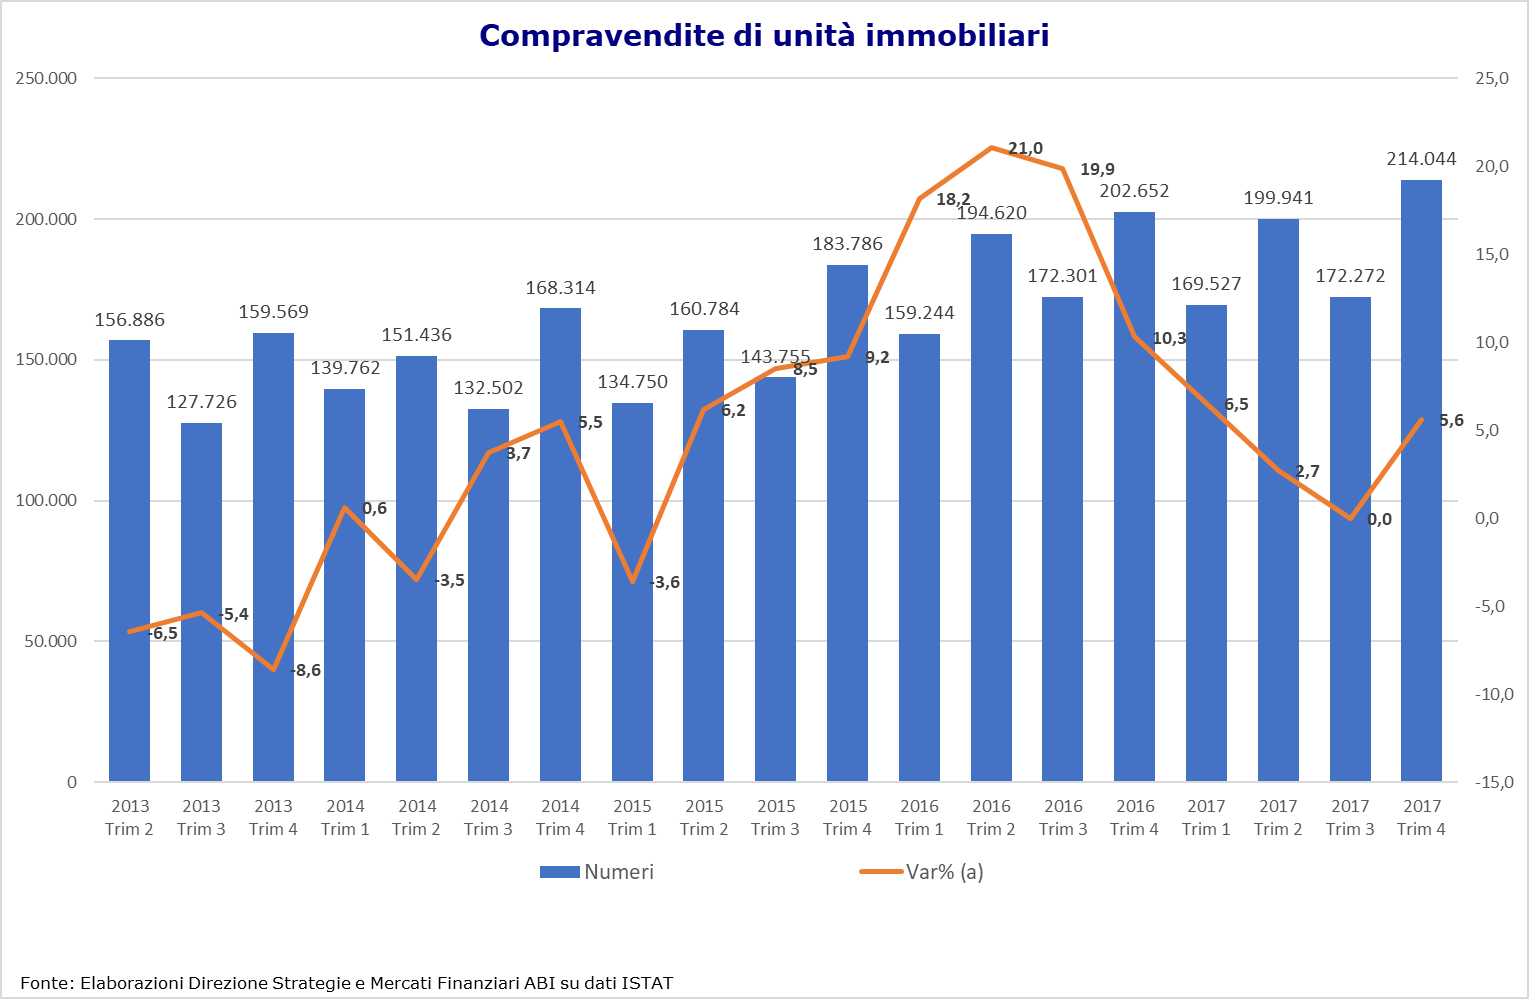 Compravendite di unità immobiliari
250.000
200.000
150.000
100.000
50.000
0
25,0
20,0
15,0
10,0
5,0
0,0
-5,0
-10,0
-15,0
156.886
127.726
159.569
139.762
151.436
132.502
168.314
134.750
160.784
143.755
183.786
159.244
194.620
172.301
202.652
169.527
199.941
172.272
214.044
-6,5
-5,4
-8,6
0,6
-3,5
3,7
5,5
-3,6
6,2
8,5
9,2
18,2
21,0
19,9
10,3
6,5
2,7
0,0
5,6
2013 Trim 2
2013 Trim 3
2013 Trim 4
2014 Trim 1
2014 Trim 2
2014 Trim 3
2014 Trim 4
2015 Trim 1
2015 Trim 2
2015 Trim 3
2015 Trim 4
2016 Trim 1
2016 Trim 2
2016 Trim 3
2016 Trim 4
2017 Trim 1
2017 Trim 2
2017 Trim 3
2017 Trim 4
Numeri
Var% (a)
Fonte: Elaborazioni Direzione Strategie e Mercati Finanziari ABI su dati ISTAT